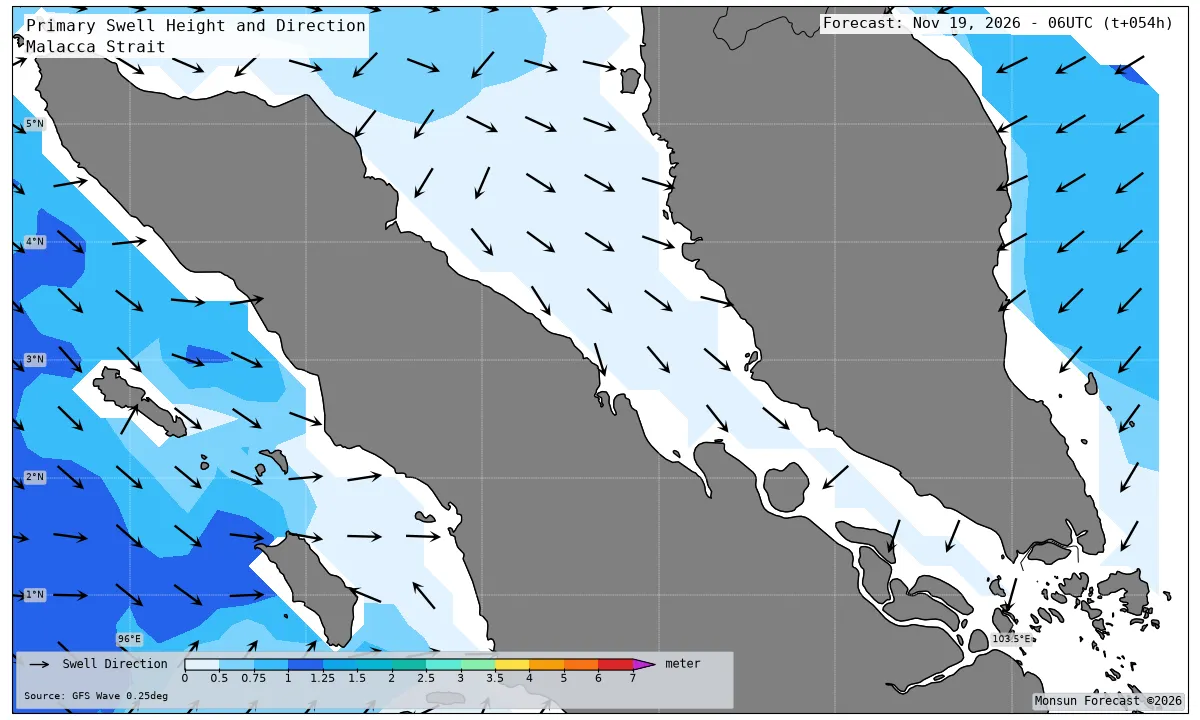 Primary Swell Height and Direction
Malacca Strait
Forecast: Nov 19, 2026 - 06UTC (t+054h)
5°N
4°N
3°N
2°N
1°N
96°E
103.5°E
Swell Direction
0 0.5 0.75 1 1.25 1.5 2 2.5 3 3.5 4 5 6 7
meter
Source: GFS Wave 0.25deg
Monsun Forecast ©2026